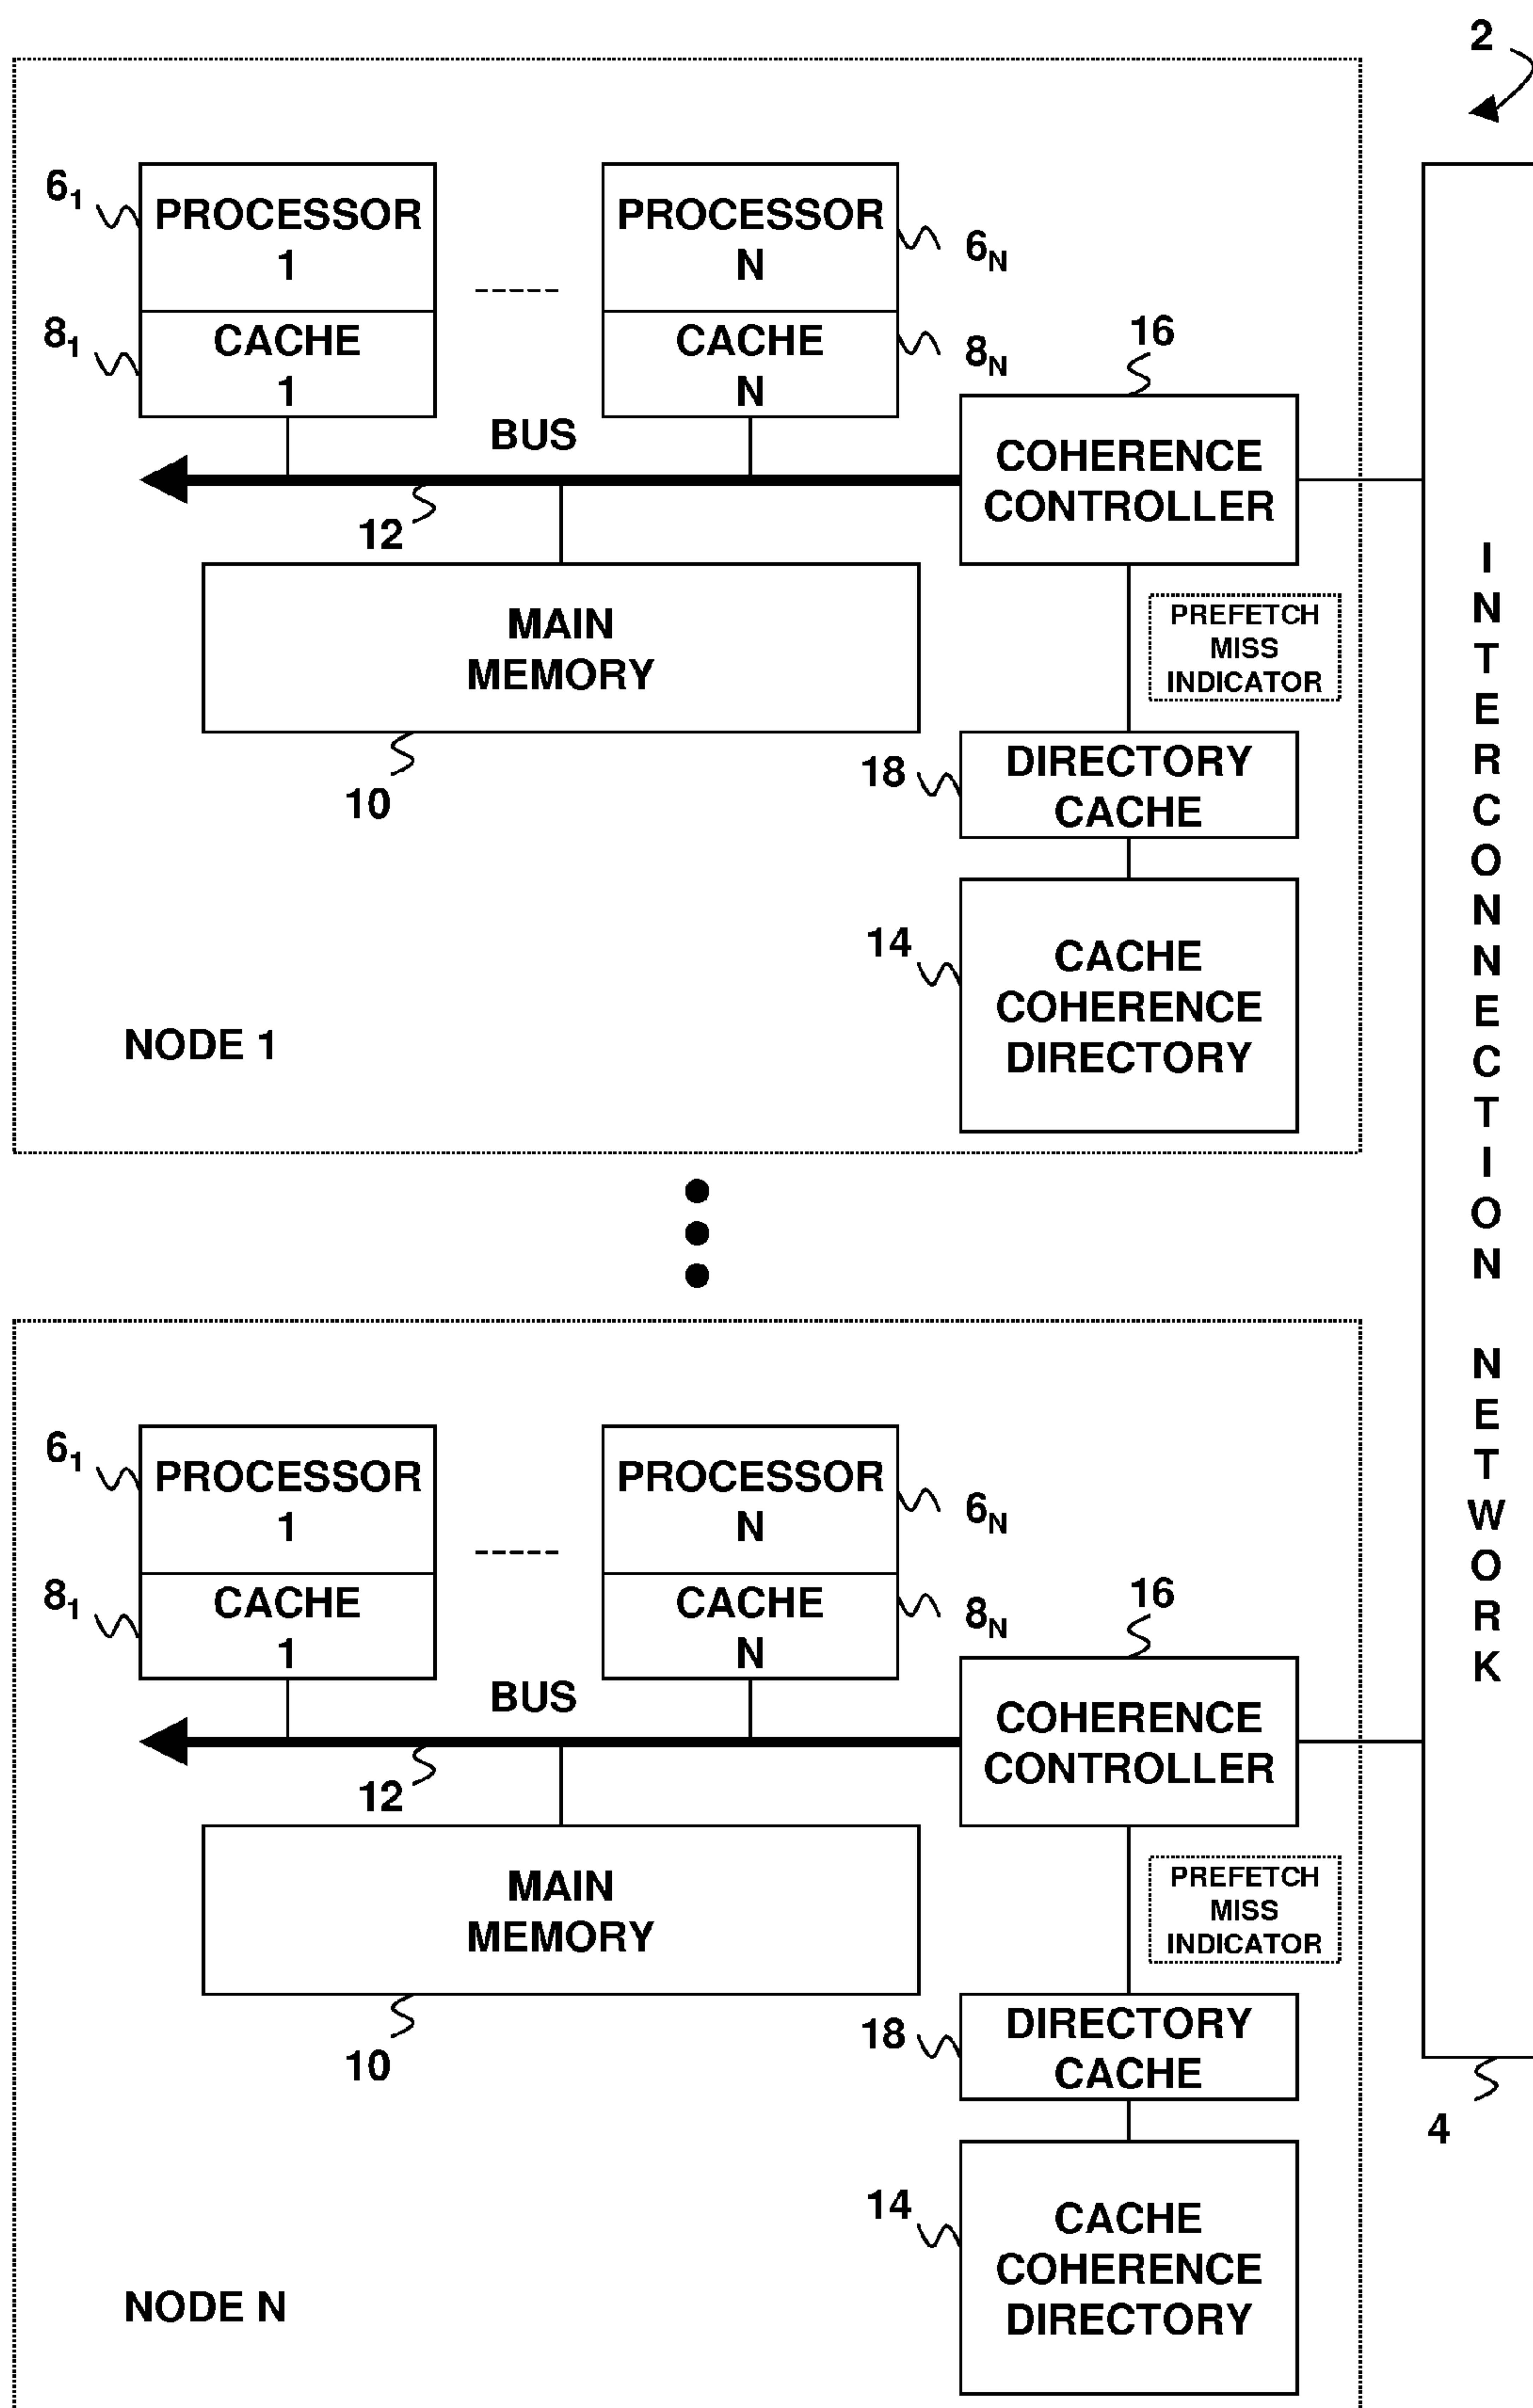 2
6₁
PROCESSOR
1
PROCESSOR
N
6N
8₁
CACHE
1
CACHE
N
8N
16
BUS
COHERENCE
CONTROLLER
12
MAIN
MEMORY
PREFETCH
MISS
INDICATOR
10
18
DIRECTORY
CACHE
14
CACHE
COHERENCE
DIRECTORY
NODE 1
6₁
PROCESSOR
1
PROCESSOR
N
6N
8₁
CACHE
1
CACHE
N
8N
16
BUS
COHERENCE
CONTROLLER
12
MAIN
MEMORY
PREFETCH
MISS
INDICATOR
10
18
DIRECTORY
CACHE
14
CACHE
COHERENCE
DIRECTORY
NODE N
INTERCONNECTION NETWORK
4